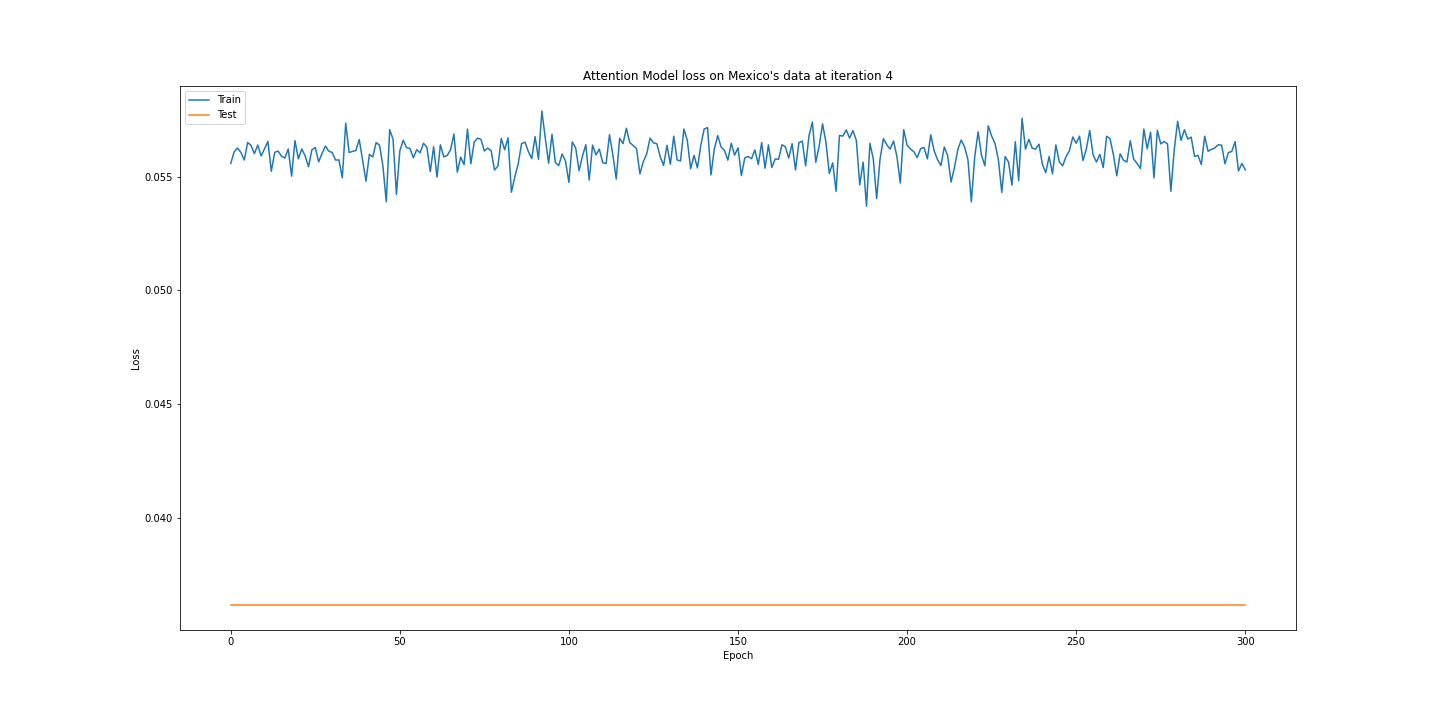 Attention Model loss on Mexico's data at iteration 4
Train
Test
0.055
0.050
0.045
0.040
Loss
0 50 100 150 200 250 300
Epoch